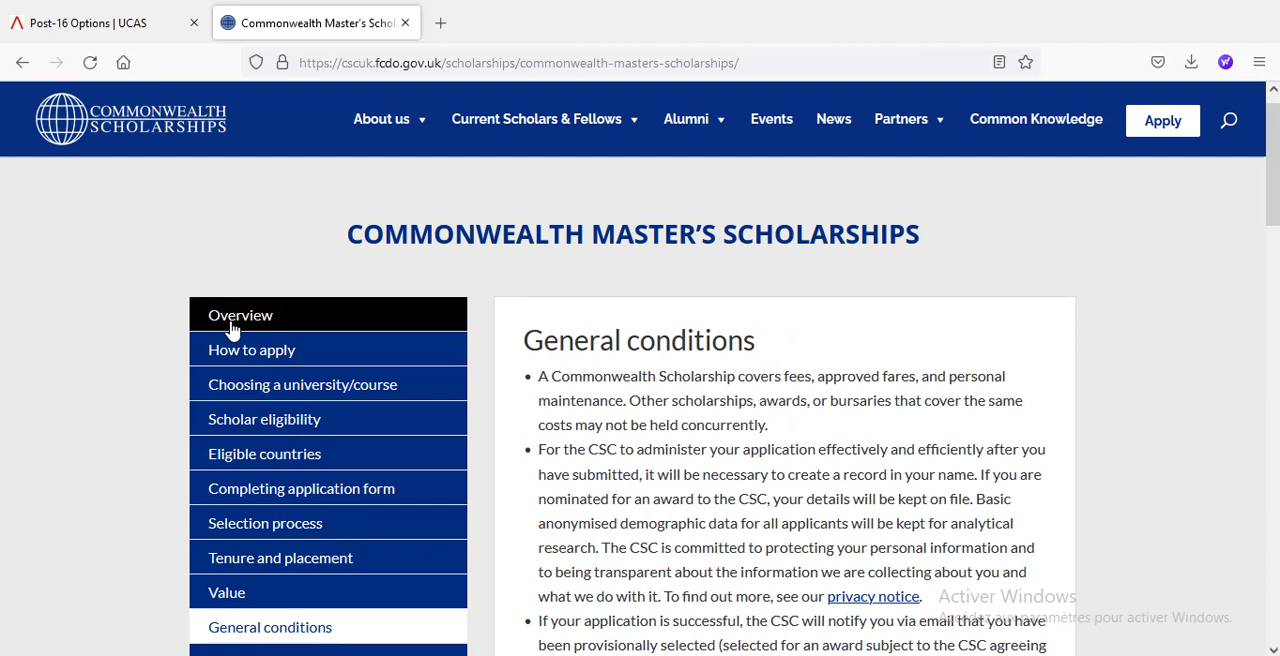 Post-16 Options | UCAS
Commonwealth Master's Schol
https://cscuk.fcdo.gov.uk/scholarships/commonwealth-masters-scholarships/
COMMONWEALTH
SCHOLARSHIPS
About us
Current Scholars & Fellows
Alumni
Events
News
Partners
Common Knowledge
Apply
COMMONWEALTH MASTER’S SCHOLARSHIPS
Overview
How to apply
Choosing a university/course
Scholar eligibility
Eligible countries
Completing application form
Selection process
Tenure and placement
Value
General conditions
General conditions
• A Commonwealth Scholarship covers fees, approved fares, and personal
maintenance. Other scholarships, awards, or bursaries that cover the same
costs may not be held concurrently.
• For the CSC to administer your application effectively and efficiently after you
have submitted, it will be necessary to create a record in your name. If you are
nominated for an award to the CSC, your details will be kept on file. Basic
anonymised demographic data for all applicants will be kept for analytical
research. The CSC is committed to protecting your personal information and
to being transparent about the information we are collecting about you and
what we do with it. To find out more, see our privacy notice.
• If your application is successful, the CSC will notify you via email that you have
been provisionally selected (selected for an award subject to the CSC agreeing
Activer Windows
Accédez aux paramètres pour activer Windows.